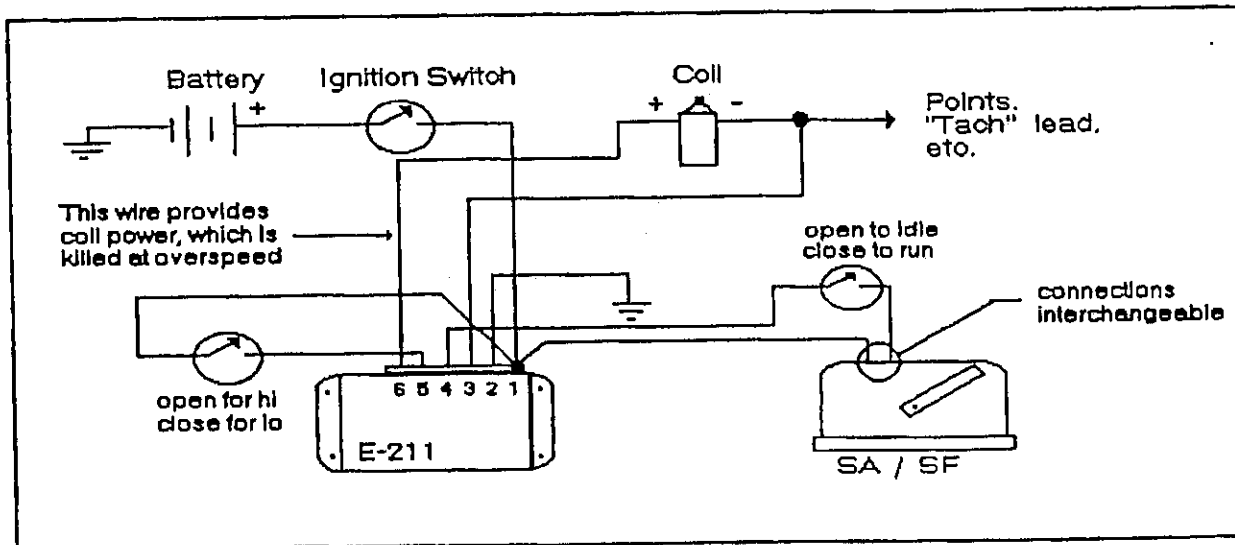 Battery
Ignition Switch
Coil
+
+
-
Points.
"Tach" lead.
etc.
This wire provides
coil power, which is
killed at overspeed
open to idle
close to run
connections
interchangeable
open for hi
close for lo
6 5 4 3 2 1
E-211
SA / SF